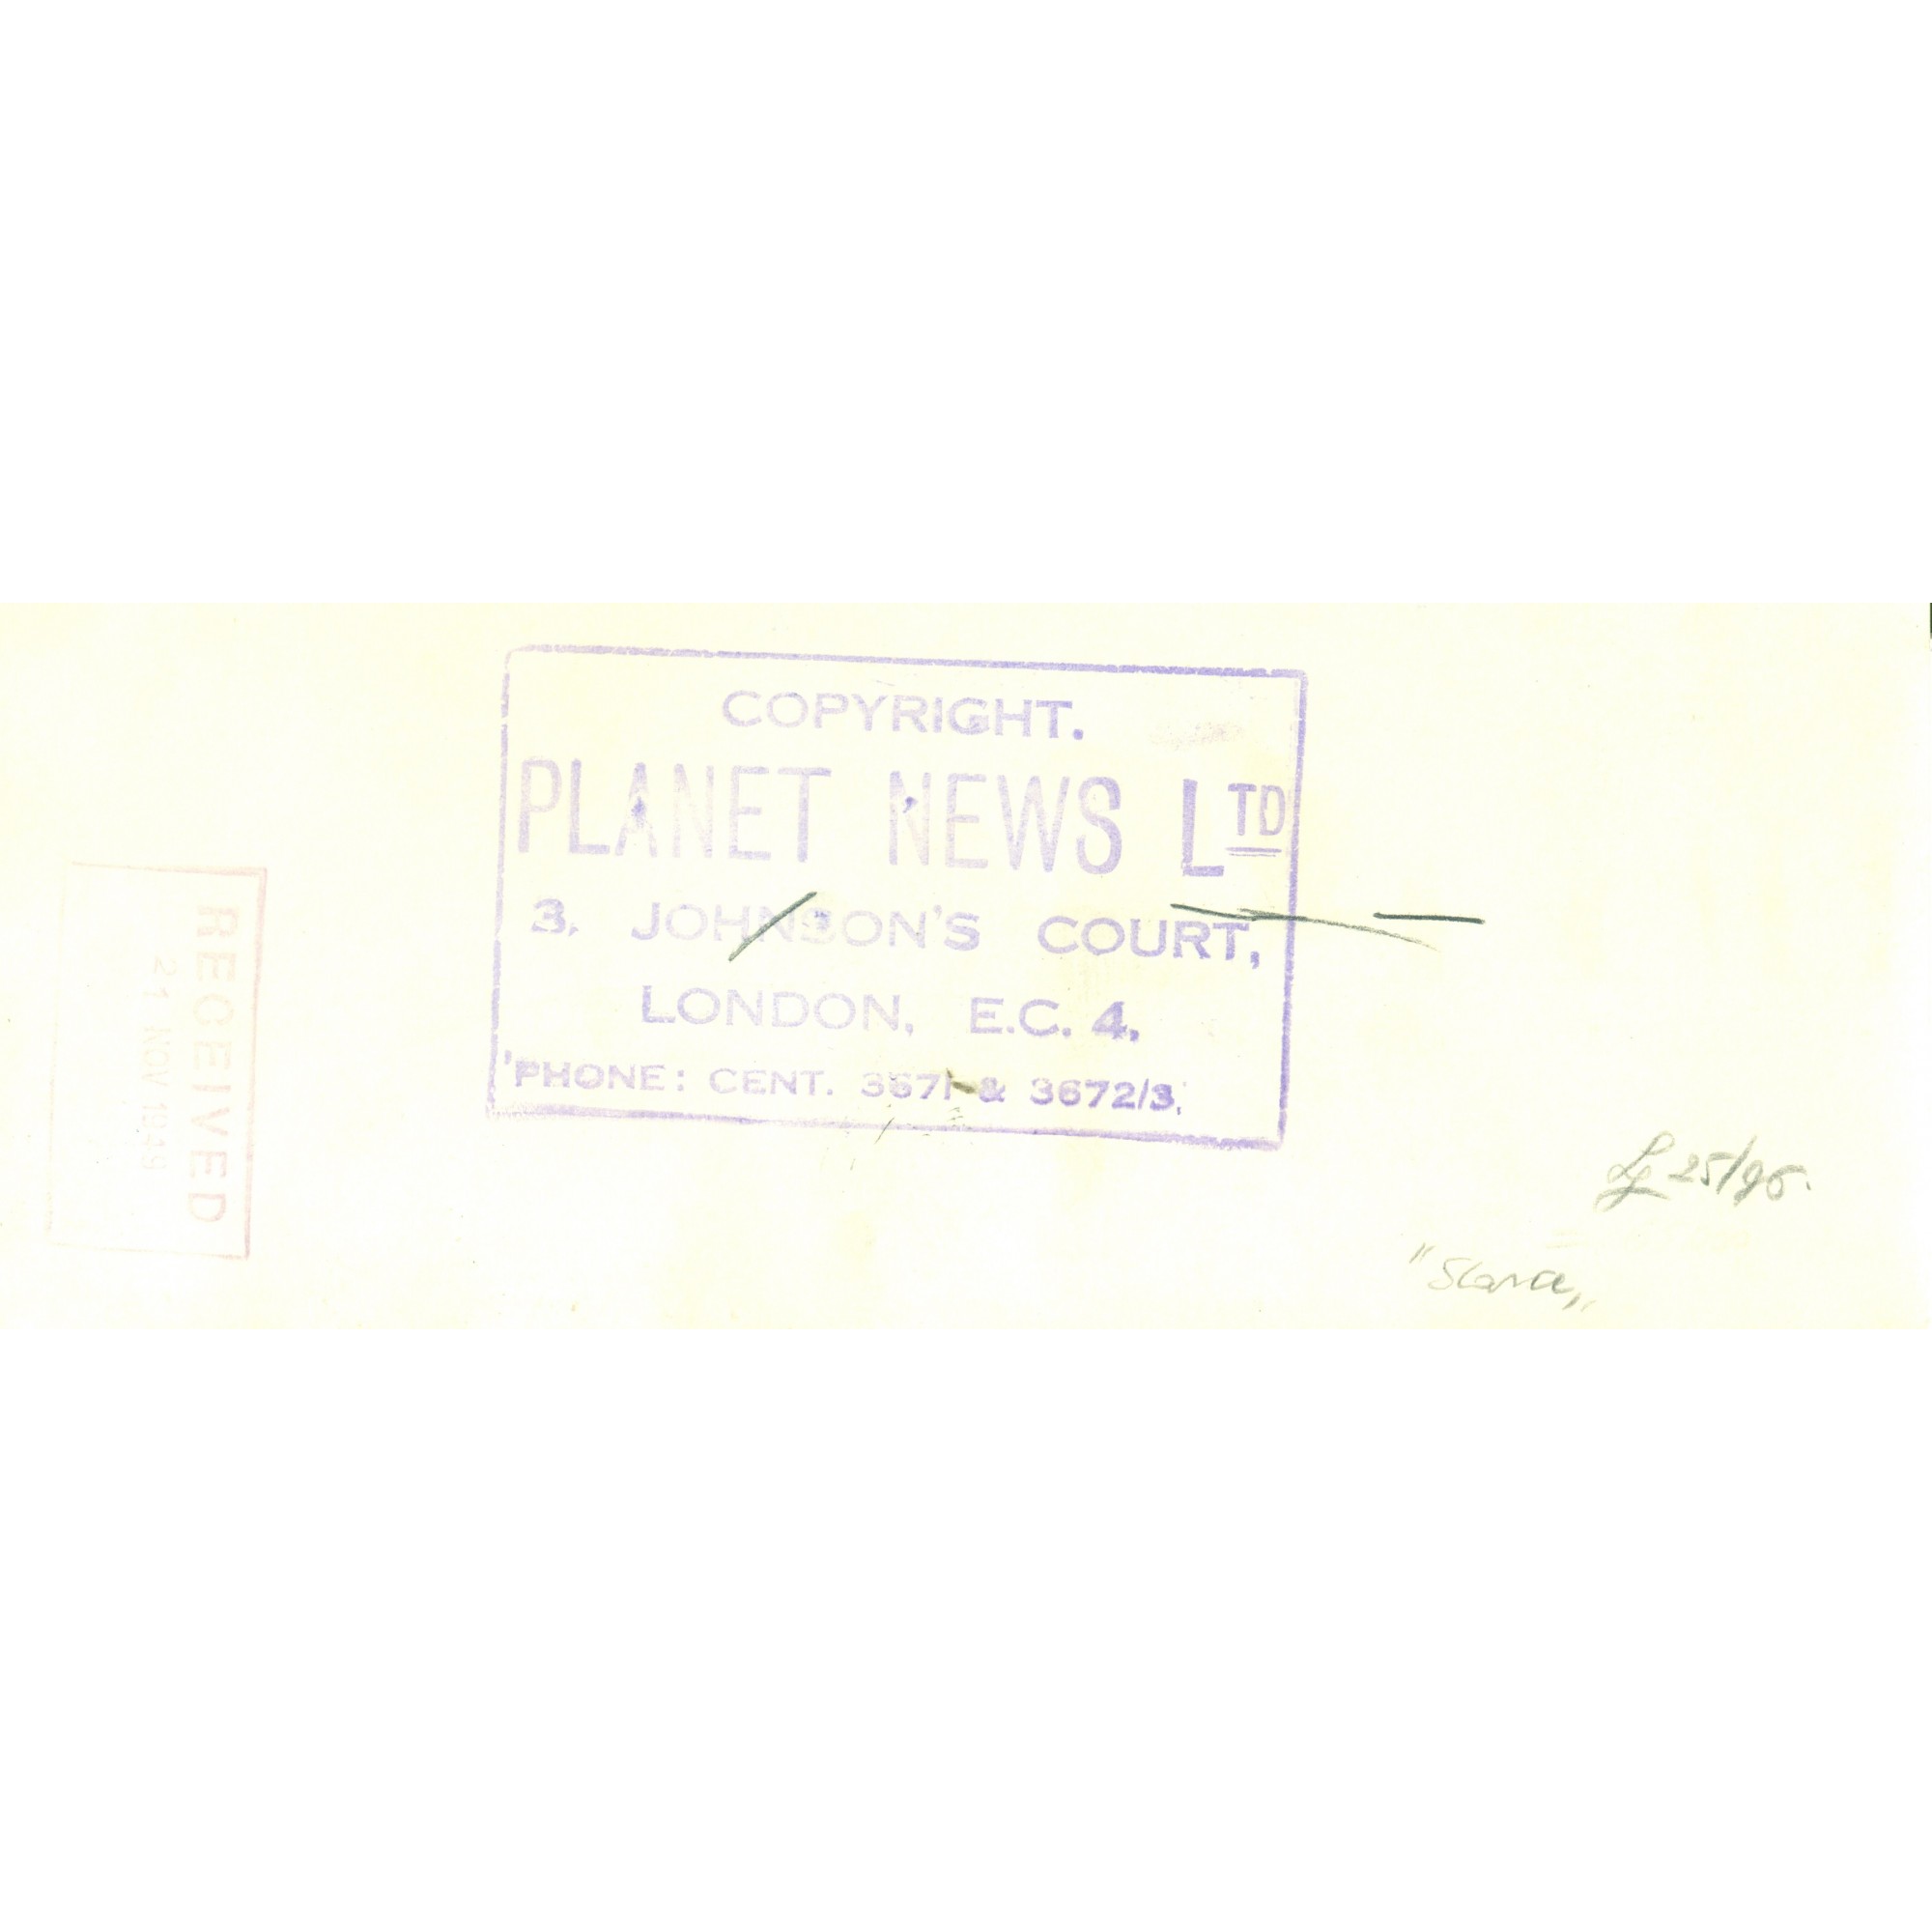 COPYRIGHT.
PLANET NEWS LTD
3, JOHNSON'S COURT,
LONDON, E.C. 4,
'PHONE: CENT. 3671 & 3672/3.
RECEIVED
21 NOV 1949
25/96.